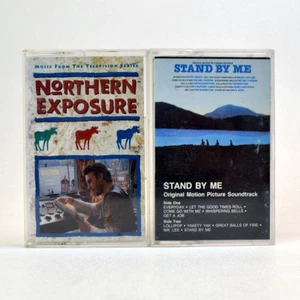 MUSIC FROM THE TELEVISION SERIES
NORTHERN
EXPOSURE
STAND BY ME
STAND BY ME
Original Motion Picture Soundtrack
Side One
EVERYDAY • LET THE GOOD TIMES ROLL
COME GO WITH ME • WHISPERING BELLS •
GET A JOB
Side Two
LOLLIPOP • YAKETY YAK • GREAT BALLS OF FIRE •
MR. LEE • STAND BY ME